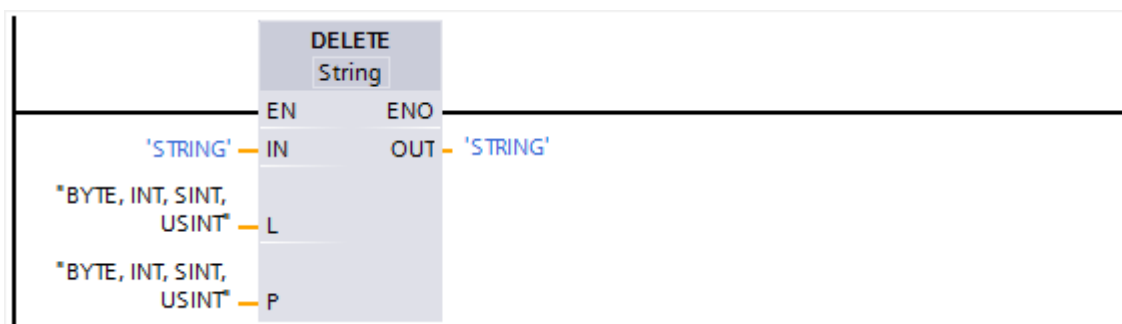 DELETE
String
EN ENO
'STRING' IN OUT 'STRING'
"BYTE, INT, SINT,
USINT" L
"BYTE, INT, SINT,
USINT" P